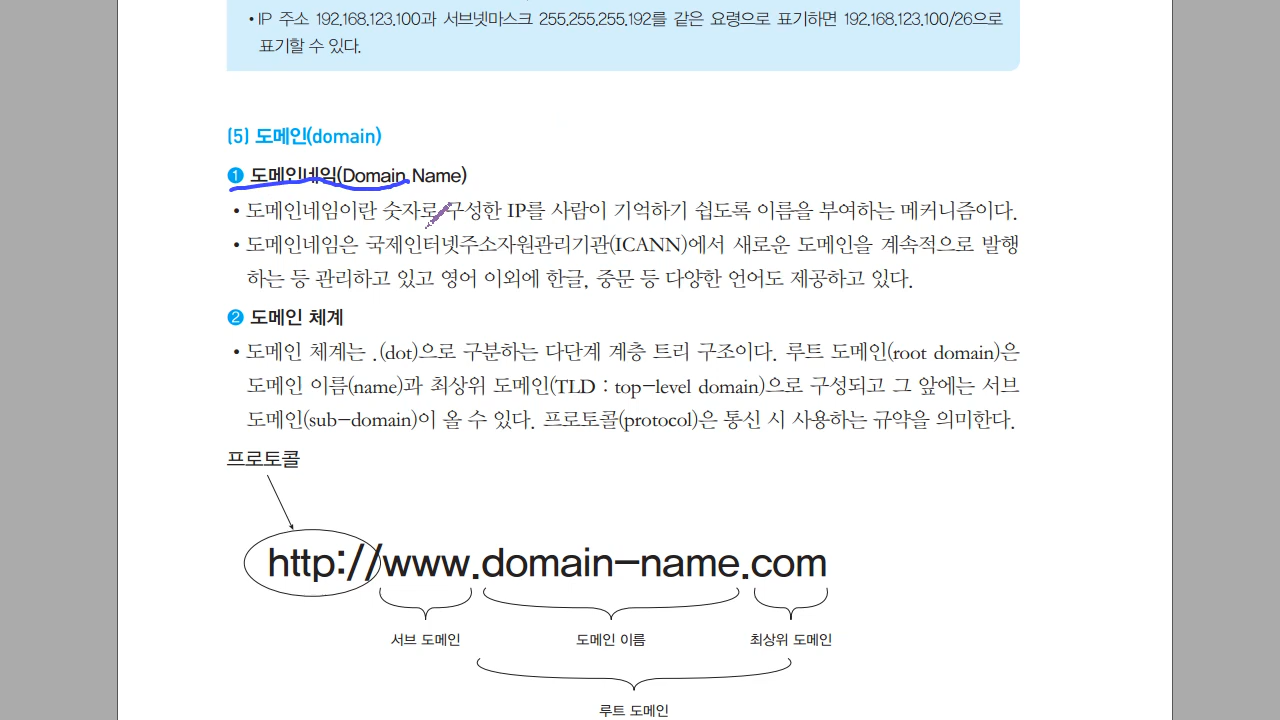 • IP 주소 192.168.123.100과 서브넷마스크 255.255.255.192를 같은 요령으로 표기하면 192.168.123.100/26으로
표기할 수 있다.
(5) 도메인(domain)
❶ 도메인네임(Domain Name)
• 도메인네임이란 숫자로 구성한 IP를 사람이 기억하기 쉽도록 이름을 부여하는 메커니즘이다.
• 도메인네임은 국제인터넷주소자원관리기관(ICANN)에서 새로운 도메인을 계속적으로 발행
하는 등 관리하고 있고 영어 이외에 한글, 중문 등 다양한 언어도 제공하고 있다.
❷ 도메인 체계
• 도메인 체계는 .(dot)으로 구분하는 다단계 계층 트리 구조이다. 루트 도메인(root domain)은
도메인 이름(name)과 최상위 도메인(TLD : top-level domain)으로 구성되고 그 앞에는 서브
도메인(sub-domain)이 올 수 있다. 프로토콜(protocol)은 통신 시 사용하는 규약을 의미한다.
프로토콜
http://www.domain-name.com
서브 도메인 도메인 이름 최상위 도메인
루트 도메인